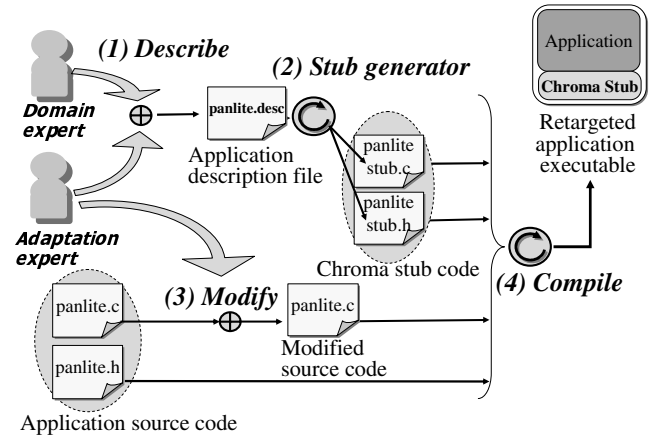 (1) Describe
Domain
expert
Adaptation
expert
panlite.desc
Application
description file
(2) Stub generator
panlite
stub.c
panlite
stub.h
Chroma stub code
Application
Chroma Stub
Retargeted
application
executable
(4) Compile
(3) Modify
panlite.c
panlite.h
Application source code
panlite.c
Modified
source code